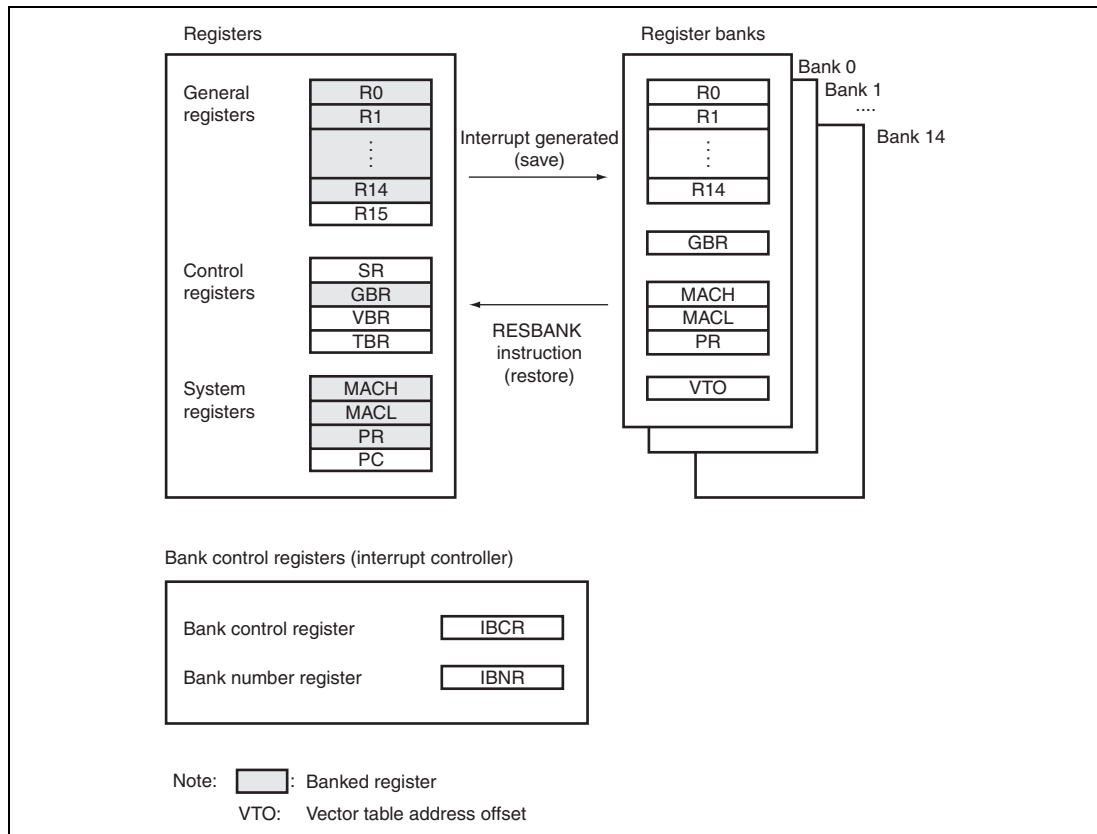 Registers
General
registers
R0
R1
R14
R15
Control
registers
SR
GBR
VBR
TBR
System
registers
MACH
MACL
PR
PC
Interrupt generated
(save)
RESBANK
instruction
(restore)
Register banks
Bank 0
Bank 1
....
Bank 14
R0
R1
R14
GBR
MACH
MACL
PR
VTO
Bank control registers (interrupt controller)
Bank control register IBCR
Bank number register IBNR
Note: : Banked register
VTO: Vector table address offset